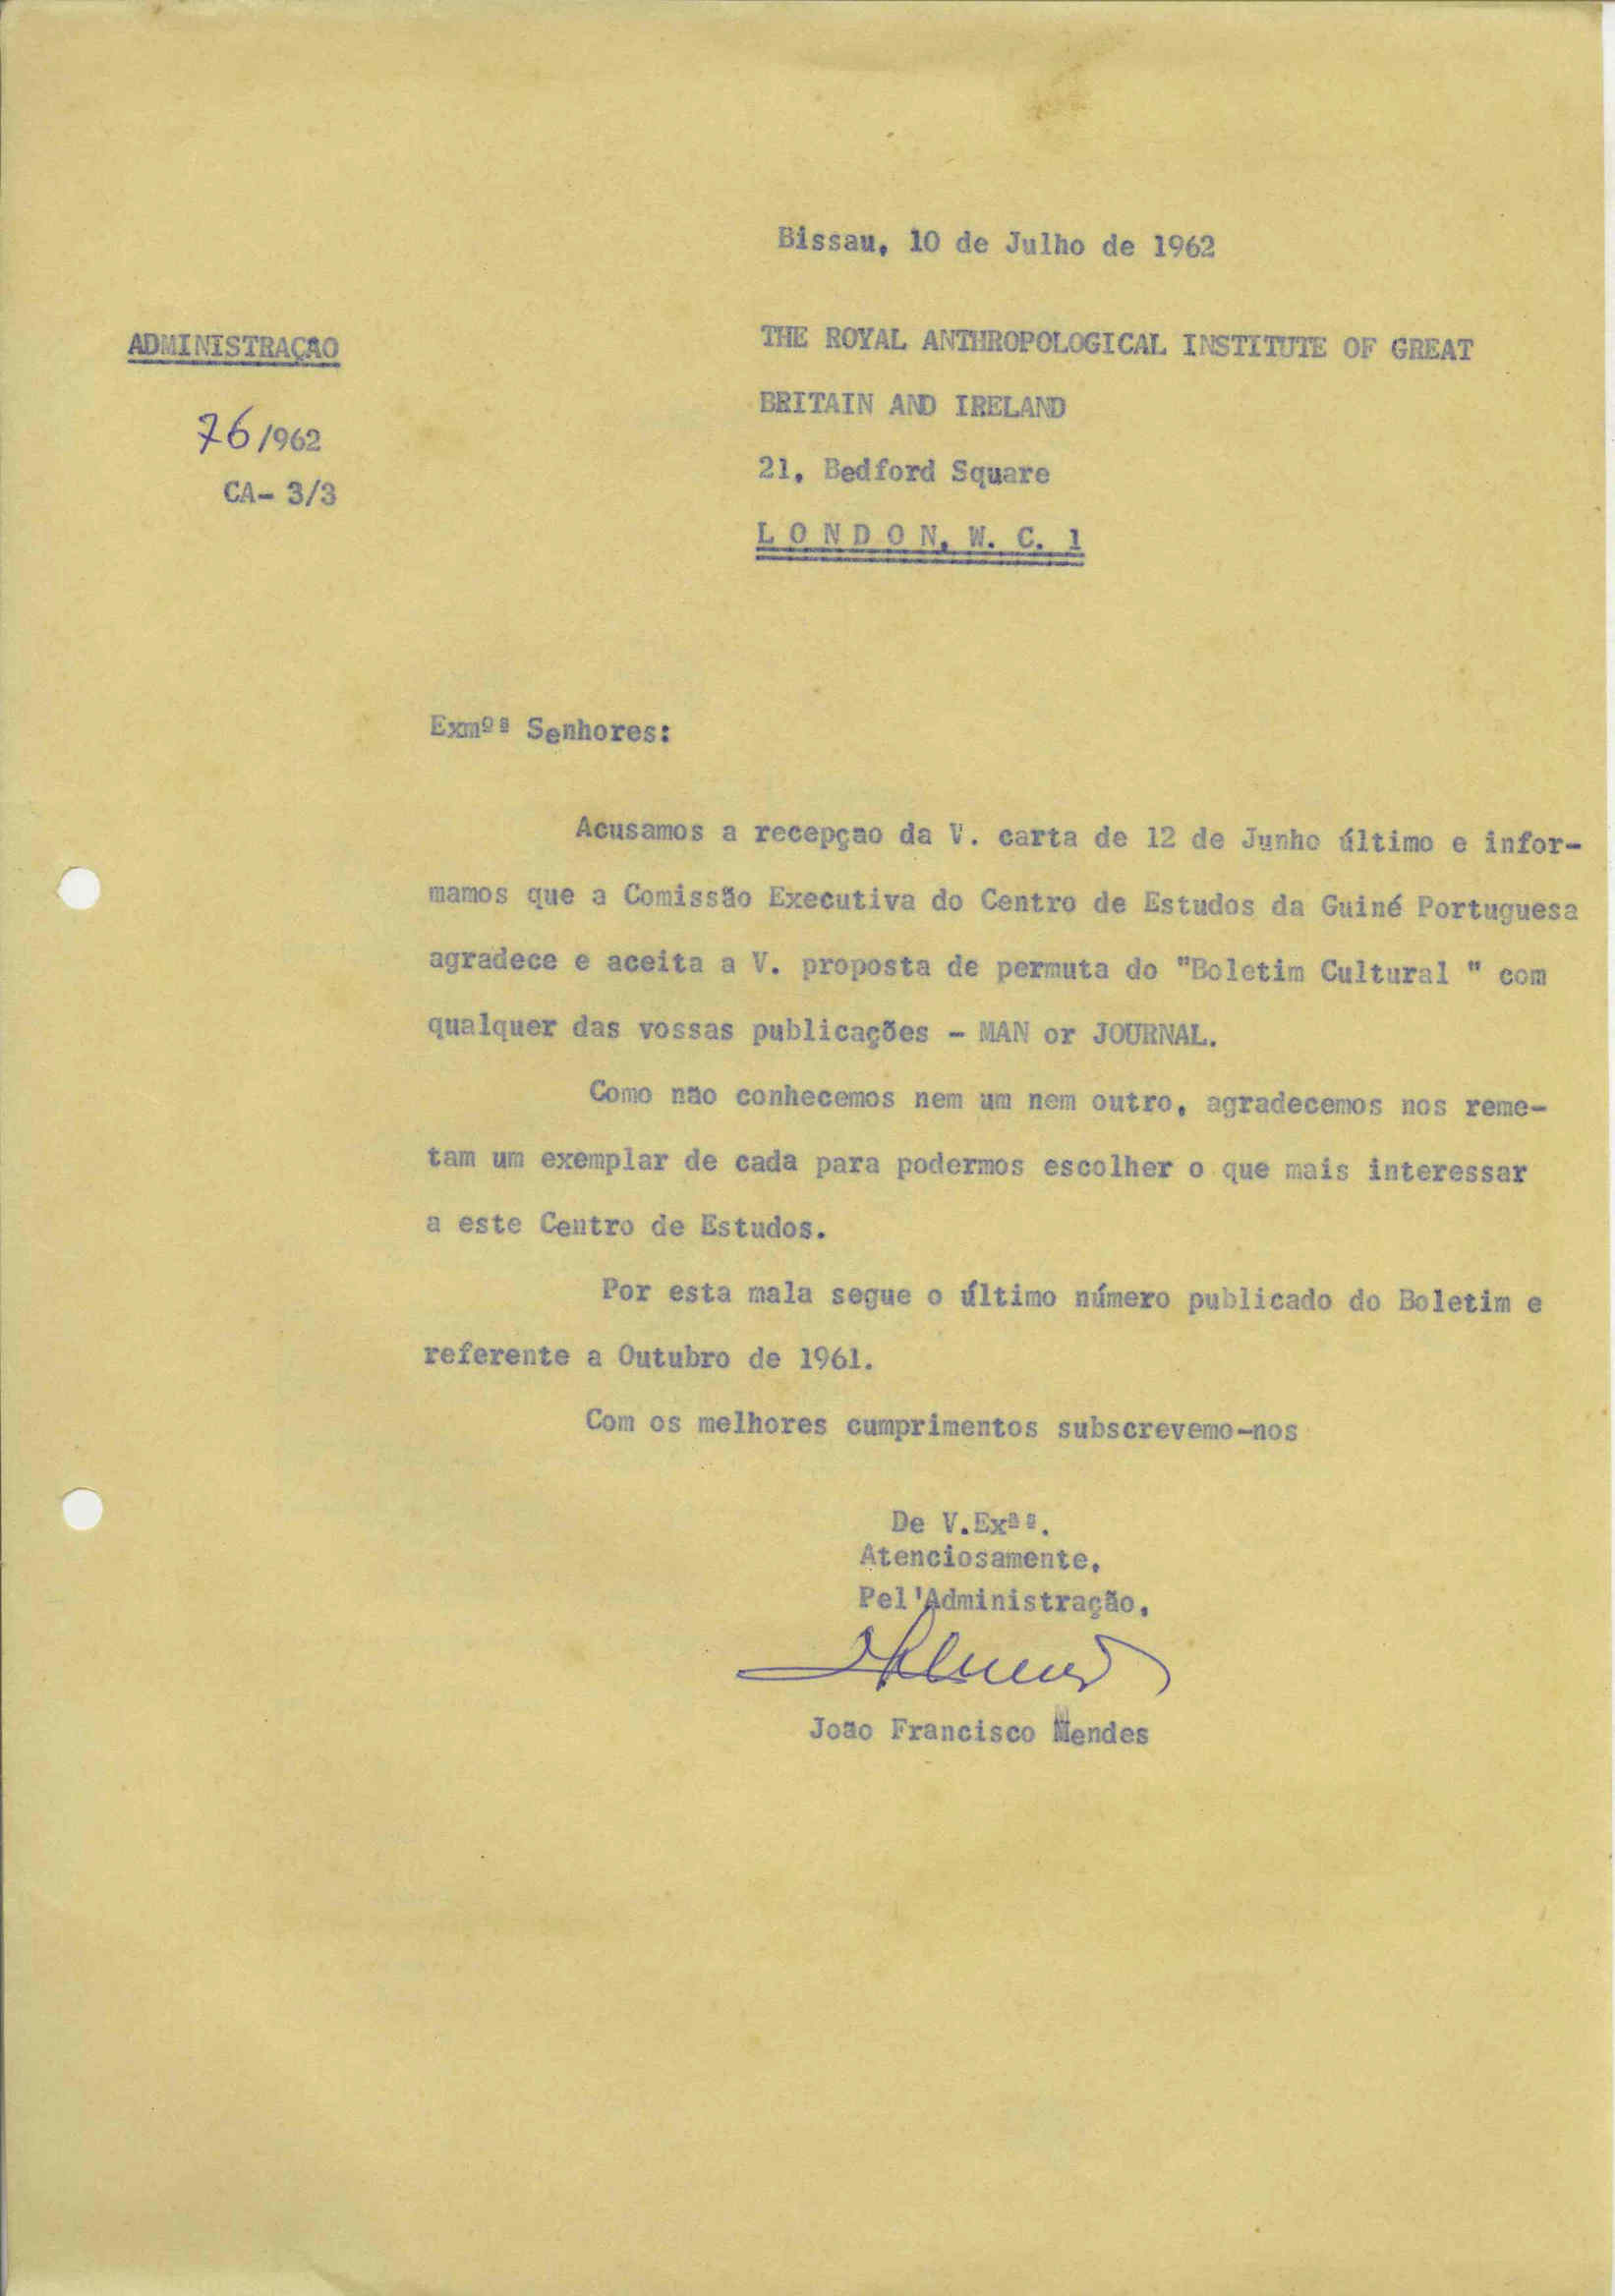 Bissau, 10 de Julho de 1962
ADMINISTRAÇAO
76/962
CA- 3/3
THE ROYAL ANTHROPOLOGICAL INSTITUTE OF GREAT
BRITAIN AND IRELAND
21, Bedford Square
L O N D O N, W. C. 1
Exmºs Senhores:
Acusamos a recepçao da V. carta de 12 de Junho último e infor-
mamos que a Comissão Executiva do Centro de Estudos da Guiné Portuguesa
agradece e aceita a V. proposta de permuta do "Boletim Cultural " com
qualquer das vossas publicações - MAN or JOURNAL.
Como nao conhecemos nem um nem outro, agradecemos nos reme-
tam um exemplar de cada para podermos escolher o que mais interessar
a este Centro de Estudos.
Por esta mala segue o último número publicado do Boletim e
referente a Outubro de 1961.
Com os melhores cumprimentos subscrevemo-nos
De V.Exªs.
Atenciosamente,
Pel'Administração,
João Francisco Mendes